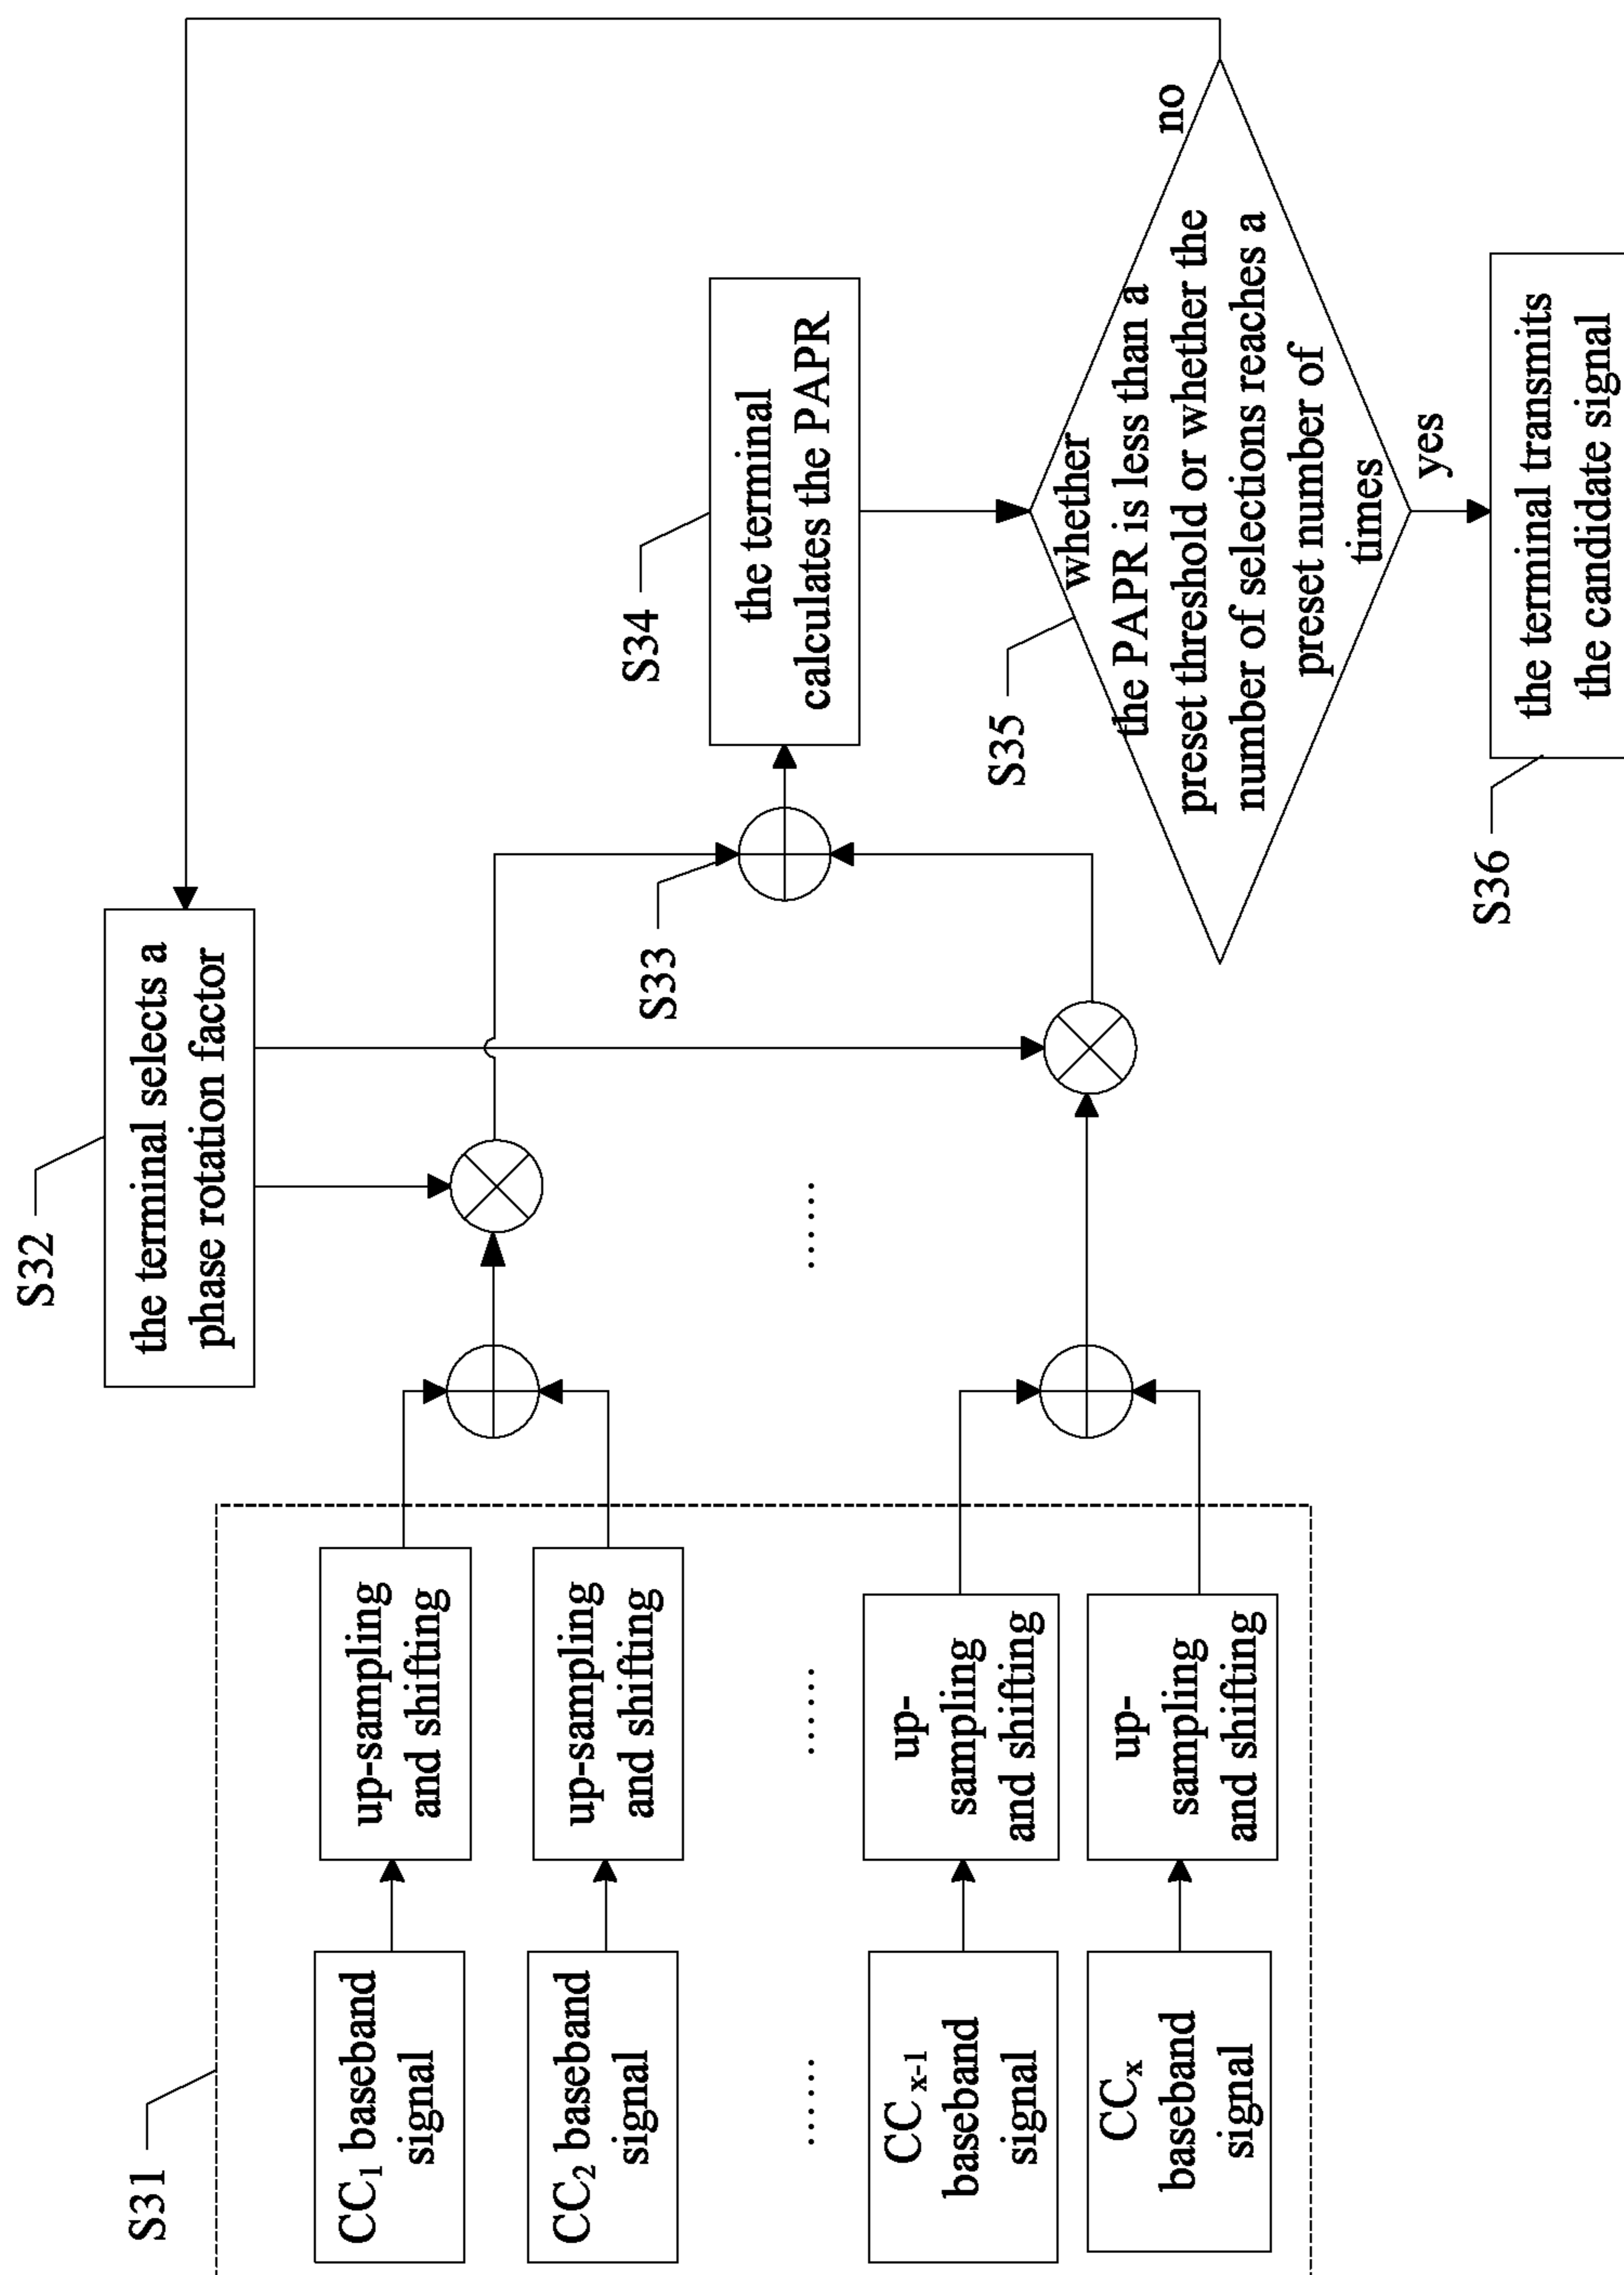 S31
CC1 baseband
signal
CC2 baseband
signal
......
CCx-1
baseband
signal
CCx
baseband
signal
up-sampling
and shifting
up-sampling
and shifting
......
up-
sampling
and shifting
up-
sampling
and shifting
S32
the terminal selects a
phase rotation factor
......
S33
S34
the terminal
calculates the PAPR
S35
whether
the PAPR is less than a
preset threshold or whether the
number of selections reaches a
preset number of
times
no
yes
S36
the terminal transmits
the candidate signal